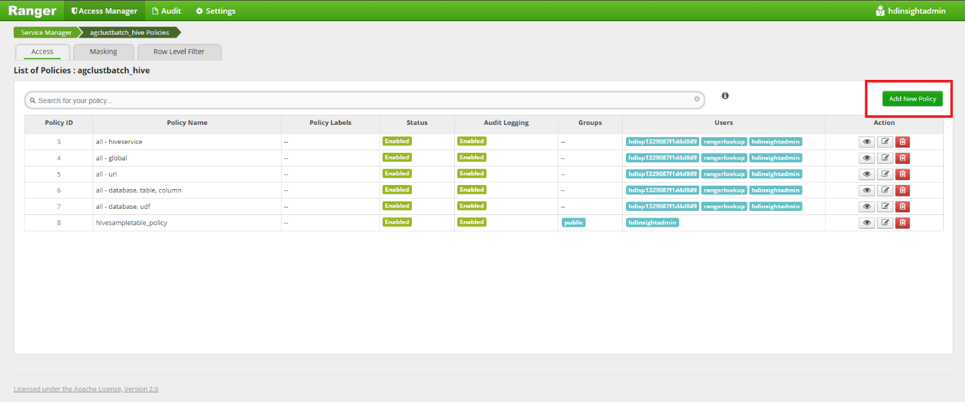 Ranger Access Manager Audit Settings hdinsightadmin
Service Manager agclustbatch_hive Policies
Access Masking Row Level Filter
List of Policies : agclustbatch_hive
Search for your policy... Add New Policy
Policy ID Policy Name Policy Labels Status Audit Logging Groups Users Action
3 all - hiveservice -- Enabled Enabled -- hdisp1329087f1d4d849 rangerlookup hdinsightadmin
4 all - global -- Enabled Enabled -- hdisp1329087f1d4d849 rangerlookup hdinsightadmin
5 all - url -- Enabled Enabled -- hdisp1329087f1d4d849 rangerlookup hdinsightadmin
6 all - database, table, column -- Enabled Enabled -- hdisp1329087f1d4d849 rangerlookup hdinsightadmin
7 all - database, udf -- Enabled Enabled -- hdisp1329087f1d4d849 rangerlookup hdinsightadmin
8 hivesampletable_policy -- Enabled Enabled public hdinsightadmin
Licensed under the Apache License, Version 2.0